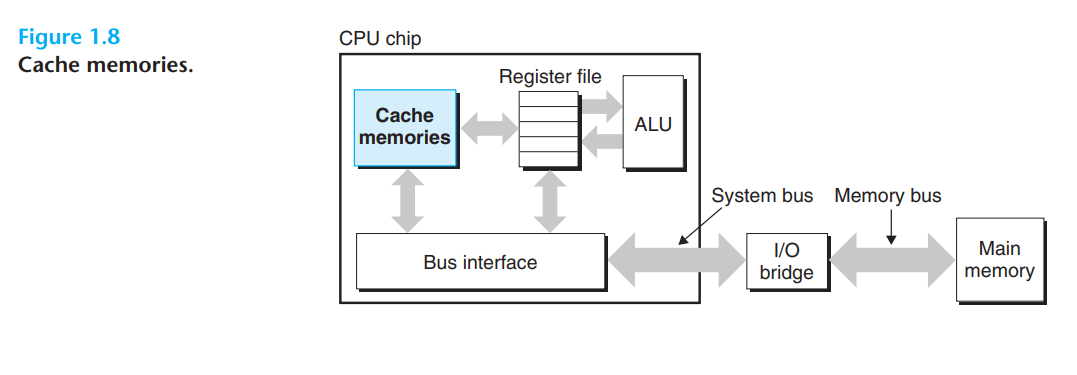 Figure 1.8
Cache memories.
CPU chip
Register file
Cache
memories
ALU
System bus
Memory bus
Bus interface
I/O
bridge
Main
memory